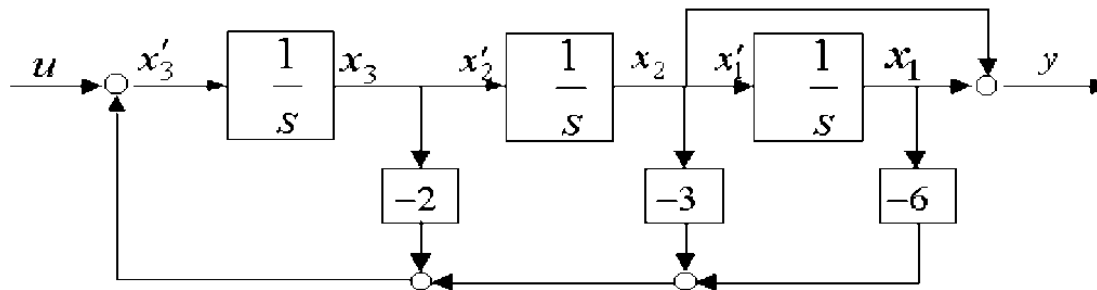 u x′₃ 1/s x₃ x′₂ 1/s x₂ x′₁ 1/s x₁ y
−2 −3 −6